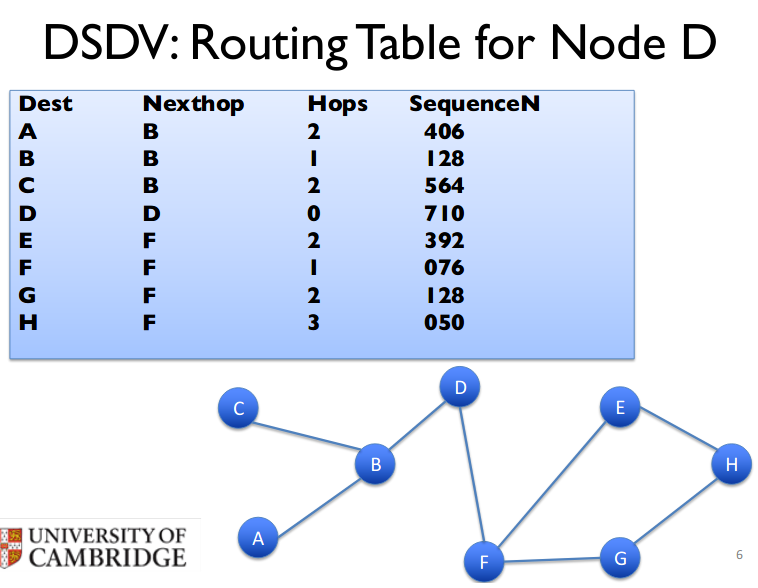 DSDV: Routing Table for Node D
Dest Nexthop Hops SequenceN
A B 2 406
B B 1 128
C B 2 564
D D 0 710
E F 2 392
F F 1 076
G F 2 128
H F 3 050
D
C
E
B
H
A
F
G
UNIVERSITY OF
CAMBRIDGE
6